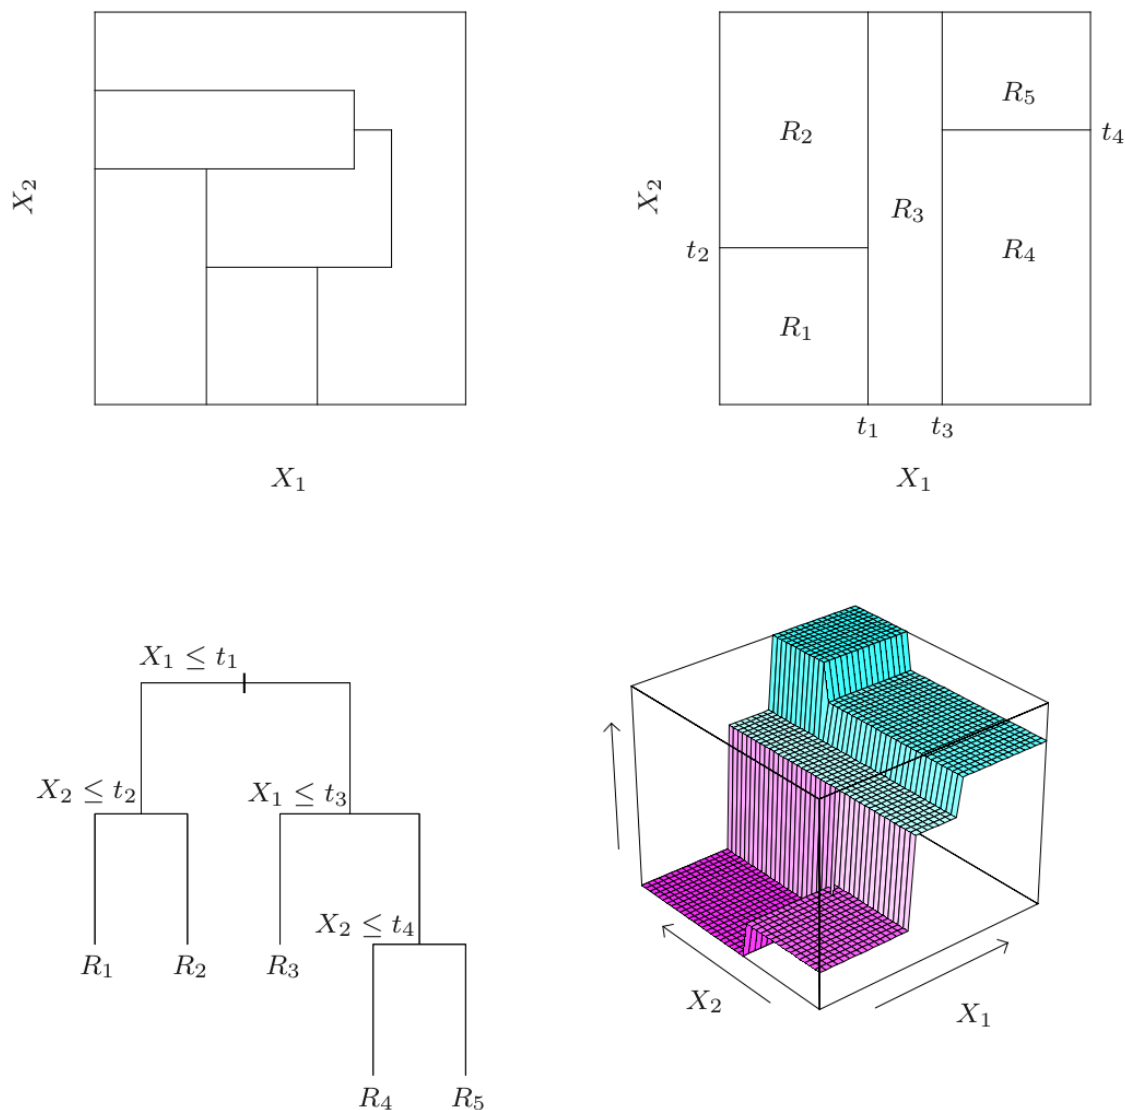 X₂
X₁
R₅
R₂
t₄
X₂
R₃
t₂
R₄
R₁
t₁ t₃
X₁
X₁ ≤ t₁
X₂ ≤ t₂
X₁ ≤ t₃
X₂ ≤ t₄
R₁ R₂ R₃
R₄ R₅
X₂
X₁